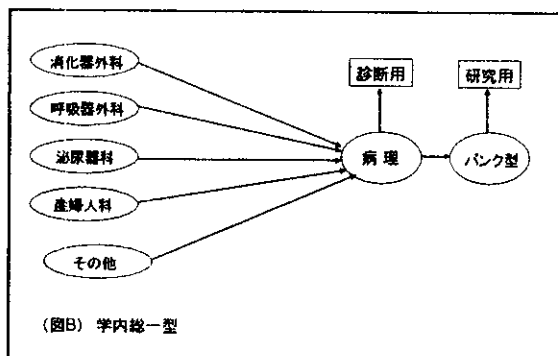 消化器外科
呼吸器外科
泌尿器科
産婦人科
その他
診断用
研究用
病理
バンク型
(図B) 学内総一型